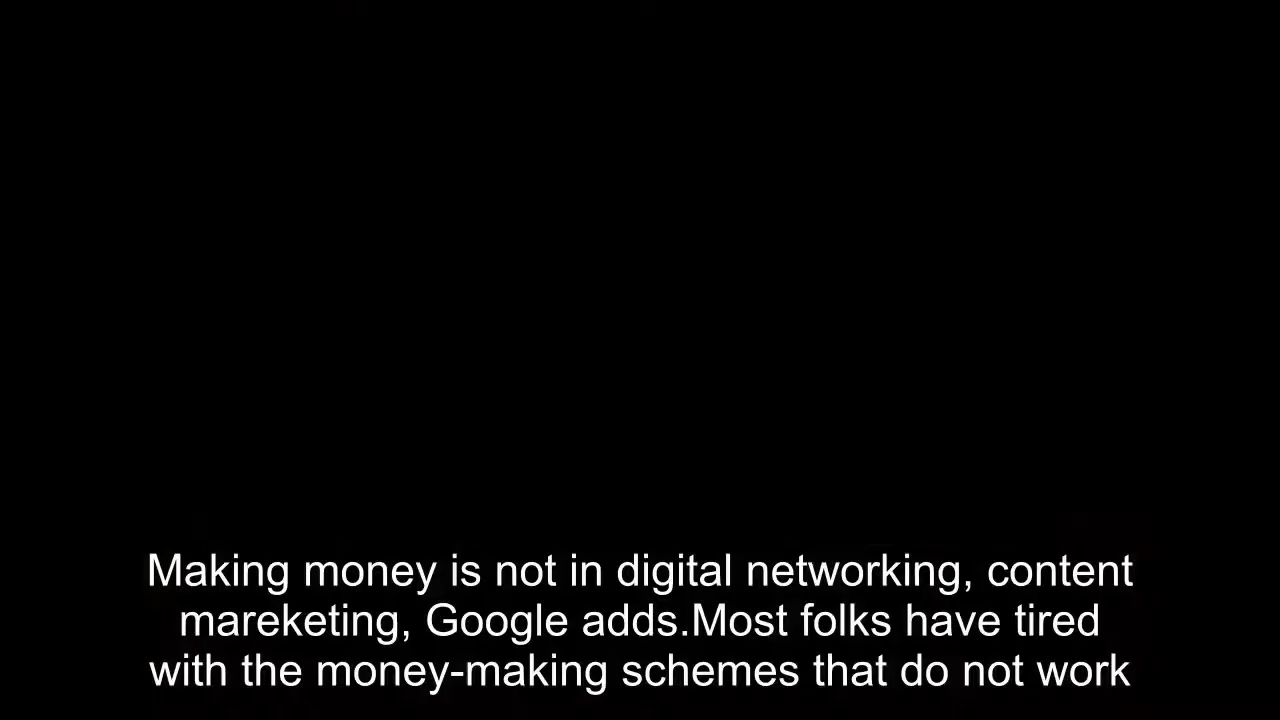 Making money is not in digital networking, content
mareketing, Google adds.Most folks have tired
with the money-making schemes that do not work